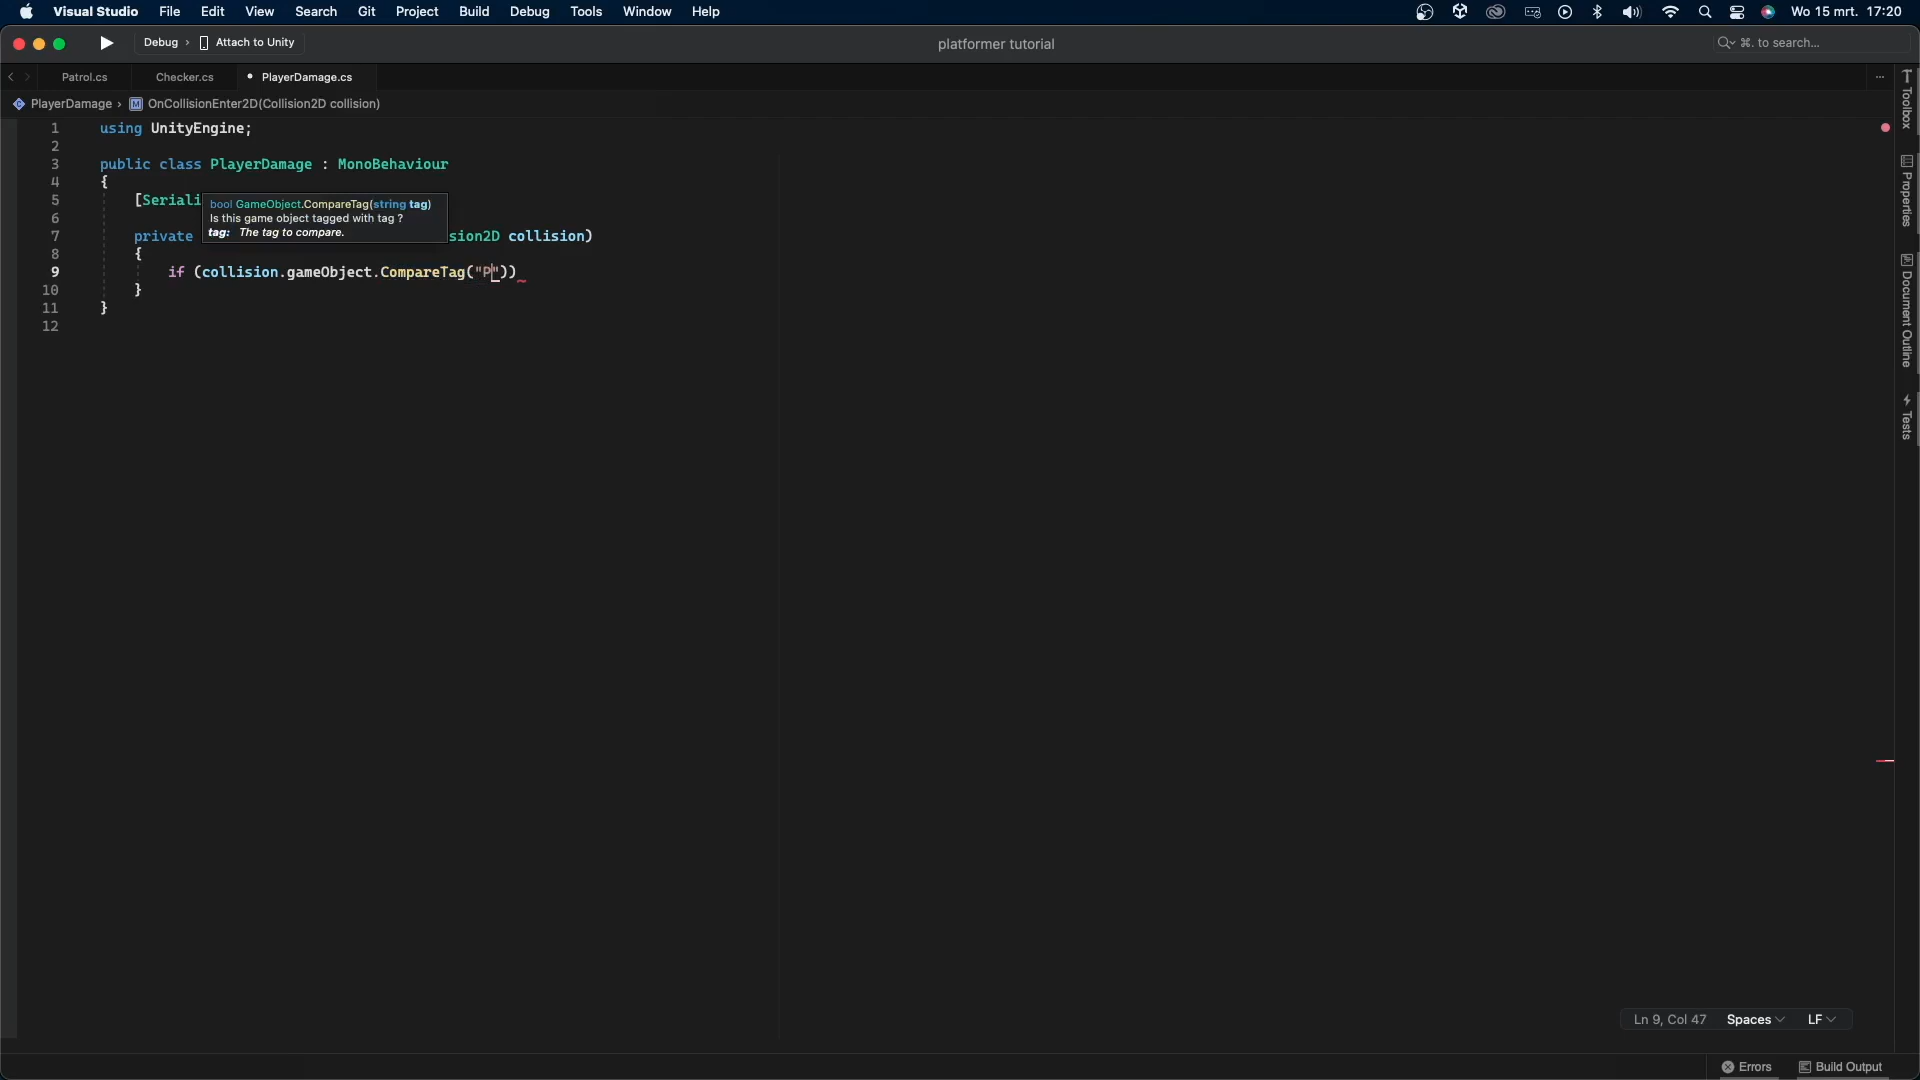 Visual Studio File Edit View Search Git Project Build Debug Tools Window Help Wo 15 mrt. 17:20
Debug › Attach to Unity platformer tutorial ⌘. to search...
Patrol.cs Checker.cs PlayerDamage.cs
PlayerDamage › M OnCollisionEnter2D(Collision2D collision)
1 using UnityEngine;
2
3 public class PlayerDamage : MonoBehaviour
4 {
5 [Seriali
bool GameObject.CompareTag(string tag)
6
Is this game object tagged with tag ?
tag: The tag to compare.
7 private sion2D collision)
8 {
9 if (collision.gameObject.CompareTag("P"))
10 }
11 }
12
Toolbox
Properties
Document Outline
Tests
Ln 9, Col 47 Spaces LF
Errors Build Output